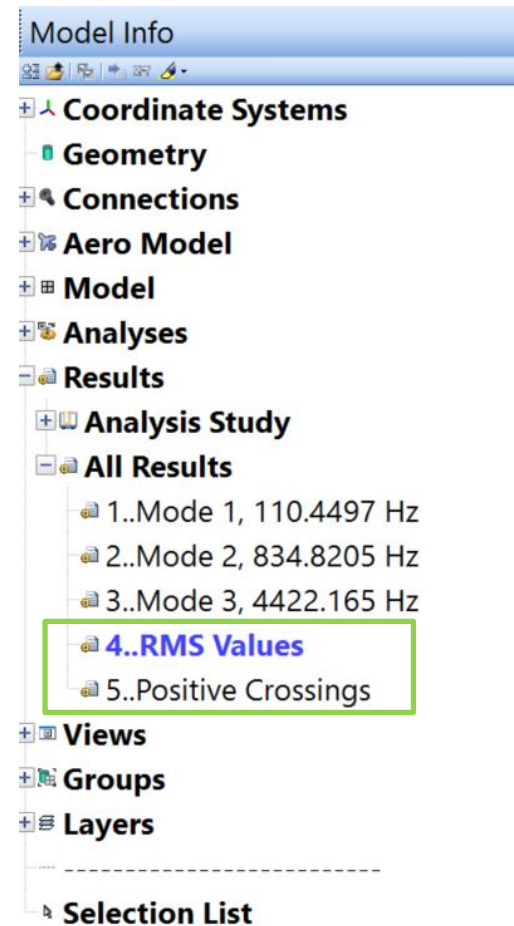 Model Info
Coordinate Systems
Geometry
Connections
Aero Model
Model
Analyses
Results
Analysis Study
All Results
1..Mode 1, 110.4497 Hz
2..Mode 2, 834.8205 Hz
3..Mode 3, 4422.165 Hz
4..RMS Values
5..Positive Crossings
Views
Groups
Layers
--------------------------
Selection List